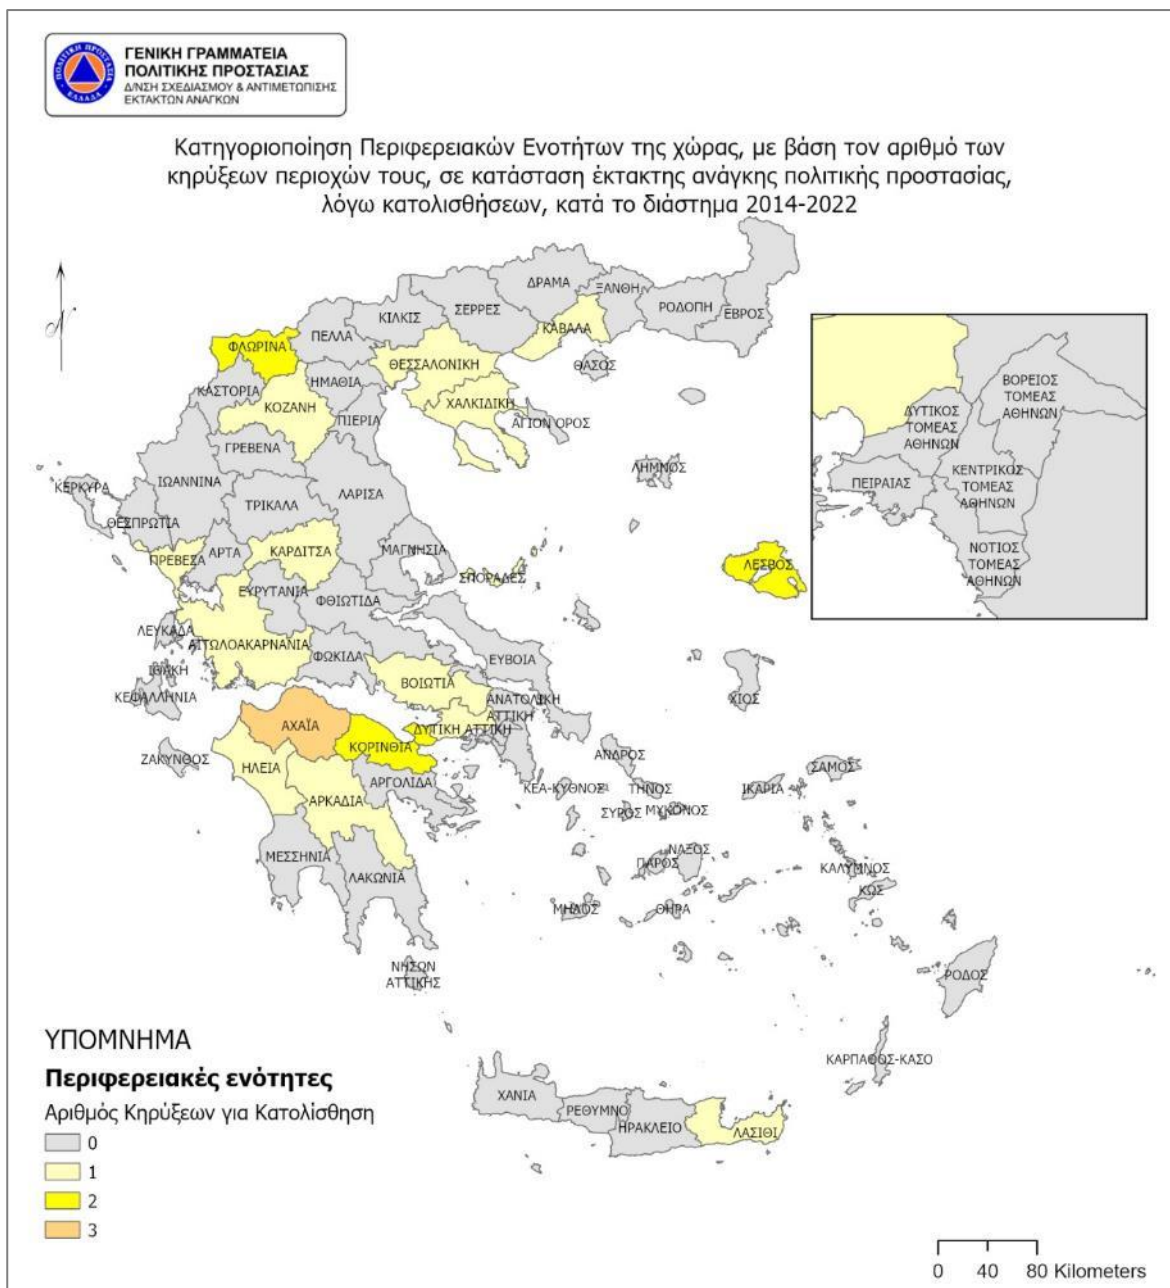 ΓΕΝΙΚΗ ΓΡΑΜΜΑΤΕΙΑ
ΠΟΛΙΤΙΚΗΣ ΠΡΟΣΤΑΣΙΑΣ
Δ/ΝΣΗ ΣΧΕΔΙΑΣΜΟΥ & ΑΝΤΙΜΕΤΩΠΙΣΗΣ
ΕΚΤΑΚΤΩΝ ΑΝΑΓΚΩΝ
ΠΟΛΙΤΙΚΗ ΠΡΟΣΤΑΣΙΑ
ΕΛΛΑΔΑ
Κατηγοριοποίηση Περιφερειακών Ενοτήτων της χώρας, με βάση τον αριθμό των
κηρύξεων περιοχών τους, σε κατάσταση έκτακτης ανάγκης πολιτικής προστασίας,
λόγω κατολισθήσεων, κατά το διάστημα 2014-2022
ΔΡΑΜΑ
ΞΑΝΘΗ
ΣΕΡΡΕΣ
ΡΟΔΟΠΗ
ΕΒΡΟΣ
ΚΙΛΚΙΣ
ΠΕΛΛΑ
ΚΑΒΑΛΑ
ΦΛΩΡΙΝΑ
ΘΕΣΣΑΛΟΝΙΚΗ
ΘΑΣΟΣ
ΗΜΑΘΙΑ
ΚΑΣΤΟΡΙΑ
ΚΟΖΑΝΗ
ΧΑΛΚΙΔΙΚΗ
ΠΙΕΡΙΑ
ΑΓΙΟΝ ΟΡΟΣ
ΓΡΕΒΕΝΑ
ΛΗΜΝΟΣ
ΙΩΑΝΝΙΝΑ
ΚΕΡΚΥΡΑ
ΛΑΡΙΣΑ
ΤΡΙΚΑΛΑ
ΘΕΣΠΡΩΤΙΑ
ΜΑΓΝΗΣΙΑ
ΚΑΡΔΙΤΣΑ
ΑΡΤΑ
ΠΡΕΒΕΖΑ
ΣΠΟΡΑΔΕΣ
ΛΕΣΒΟΣ
ΕΥΡΥΤΑΝΙΑ
ΦΘΙΩΤΙΔΑ
ΛΕΥΚΑΔΑ
ΑΙΤΩΛΟΑΚΑΡΝΑΝΙΑ
ΦΩΚΙΔΑ
ΕΥΒΟΙΑ
ΙΘΑΚΗ
ΒΟΙΩΤΙΑ
ΚΕΦΑΛΛΗΝΙΑ
ΑΝΑΤΟΛΙΚΗ
ΑΤΤΙΚΗ
ΧΙΟΣ
ΑΧΑΪΑ
ΔΥΤΙΚΗ ΑΤΤΙΚΗ
ΚΟΡΙΝΘΙΑ
ΖΑΚΥΝΘΟΣ
ΗΛΕΙΑ
ΑΝΔΡΟΣ
ΣΑΜΟΣ
ΑΡΓΟΛΙΔΑ
ΚΕΑ-ΚΥΘΝΟΣ
ΤΗΝΟΣ
ΙΚΑΡΙΑ
ΑΡΚΑΔΙΑ
ΣΥΡΟΣ
ΜΥΚΟΝΟΣ
ΜΕΣΣΗΝΙΑ
ΝΑΞΟΣ
ΠΑΡΟΣ
ΚΑΛΥΜΝΟΣ
ΛΑΚΩΝΙΑ
ΚΩΣ
ΜΗΛΟΣ
ΘΗΡΑ
ΝΗΣΩΝ
ΑΤΤΙΚΗΣ
ΡΟΔΟΣ
ΚΑΡΠΑΘΟΣ-ΚΑΣΟ
ΧΑΝΙΑ
ΡΕΘΥΜΝΟ
ΗΡΑΚΛΕΙΟ
ΛΑΣΙΘΙ
ΒΟΡΕΙΟΣ
ΤΟΜΕΑΣ
ΑΘΗΝΩΝ
ΔΥΤΙΚΟΣ
ΤΟΜΕΑΣ
ΑΘΗΝΩΝ
ΚΕΝΤΡΙΚΟΣ
ΤΟΜΕΑΣ
ΑΘΗΝΩΝ
ΠΕΙΡΑΙΑΣ
ΝΟΤΙΟΣ
ΤΟΜΕΑΣ
ΑΘΗΝΩΝ
ΥΠΟΜΝΗΜΑ
Περιφερειακές ενότητες
Αριθμός Κηρύξεων για Κατολίσθηση
0
1
2
3
0 40 80 Kilometers